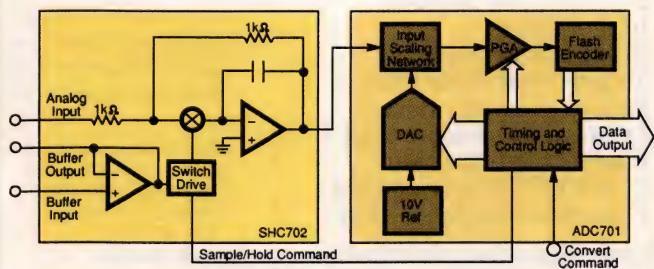 1kΩ
Analog
Input
1kΩ
Buffer
Output
Buffer
Input
Switch
Drive
SHC702
Sample/Hold Command
Input
Scaling
Network
PGA
Flash
Encoder
DAC
Timing and
Control Logic
Data
Output
10V
Ref
ADC701
Convert
Command